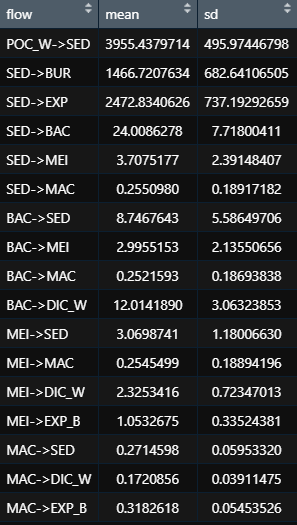 flow mean sd
POC_W->SED 3955.4379714 495.97446798
SED->BUR 1466.7207634 682.64106505
SED->EXP 2472.8340626 737.19292659
SED->BAC 24.0086278 7.71800411
SED->MEI 3.7075177 2.39148407
SED->MAC 0.2550980 0.18917182
BAC->SED 8.7467643 5.58649706
BAC->MEI 2.9955153 2.13550656
BAC->MAC 0.2521593 0.18693838
BAC->DIC_W 12.0141890 3.06323853
MEI->SED 3.0698741 1.18006630
MEI->MAC 0.2545499 0.18894196
MEI->DIC_W 2.3253416 0.72347013
MEI->EXP_B 1.0532675 0.33524381
MAC->SED 0.2714598 0.05953320
MAC->DIC_W 0.1720856 0.03911475
MAC->EXP_B 0.3182618 0.05453526